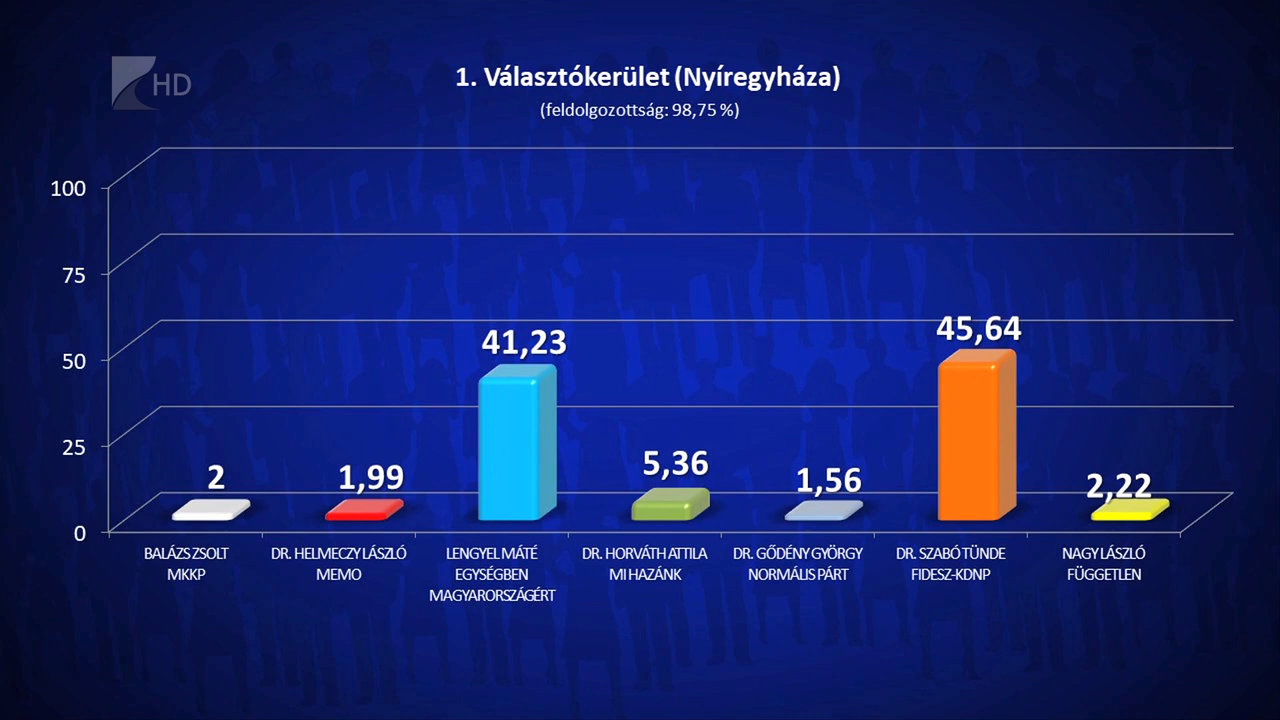 HD
1. Választókerület (Nyíregyháza)
(feldolgozottság: 98,75 %)
100
75
50
25
0
2
1,99
41,23
5,36
1,56
45,64
2,22
BALÁZS ZSOLT
MKKP
DR. HELMECZY LÁSZLÓ
MEMO
LENGYEL MÁTÉ
EGYSÉGBEN
MAGYARORSZÁGÉRT
DR. HORVÁTH ATTILA
MI HAZÁNK
DR. GŐDÉNY GYÖRGY
NORMÁLIS PÁRT
DR. SZABÓ TÜNDE
FIDESZ-KDNP
NAGY LÁSZLÓ
FÜGGETLEN